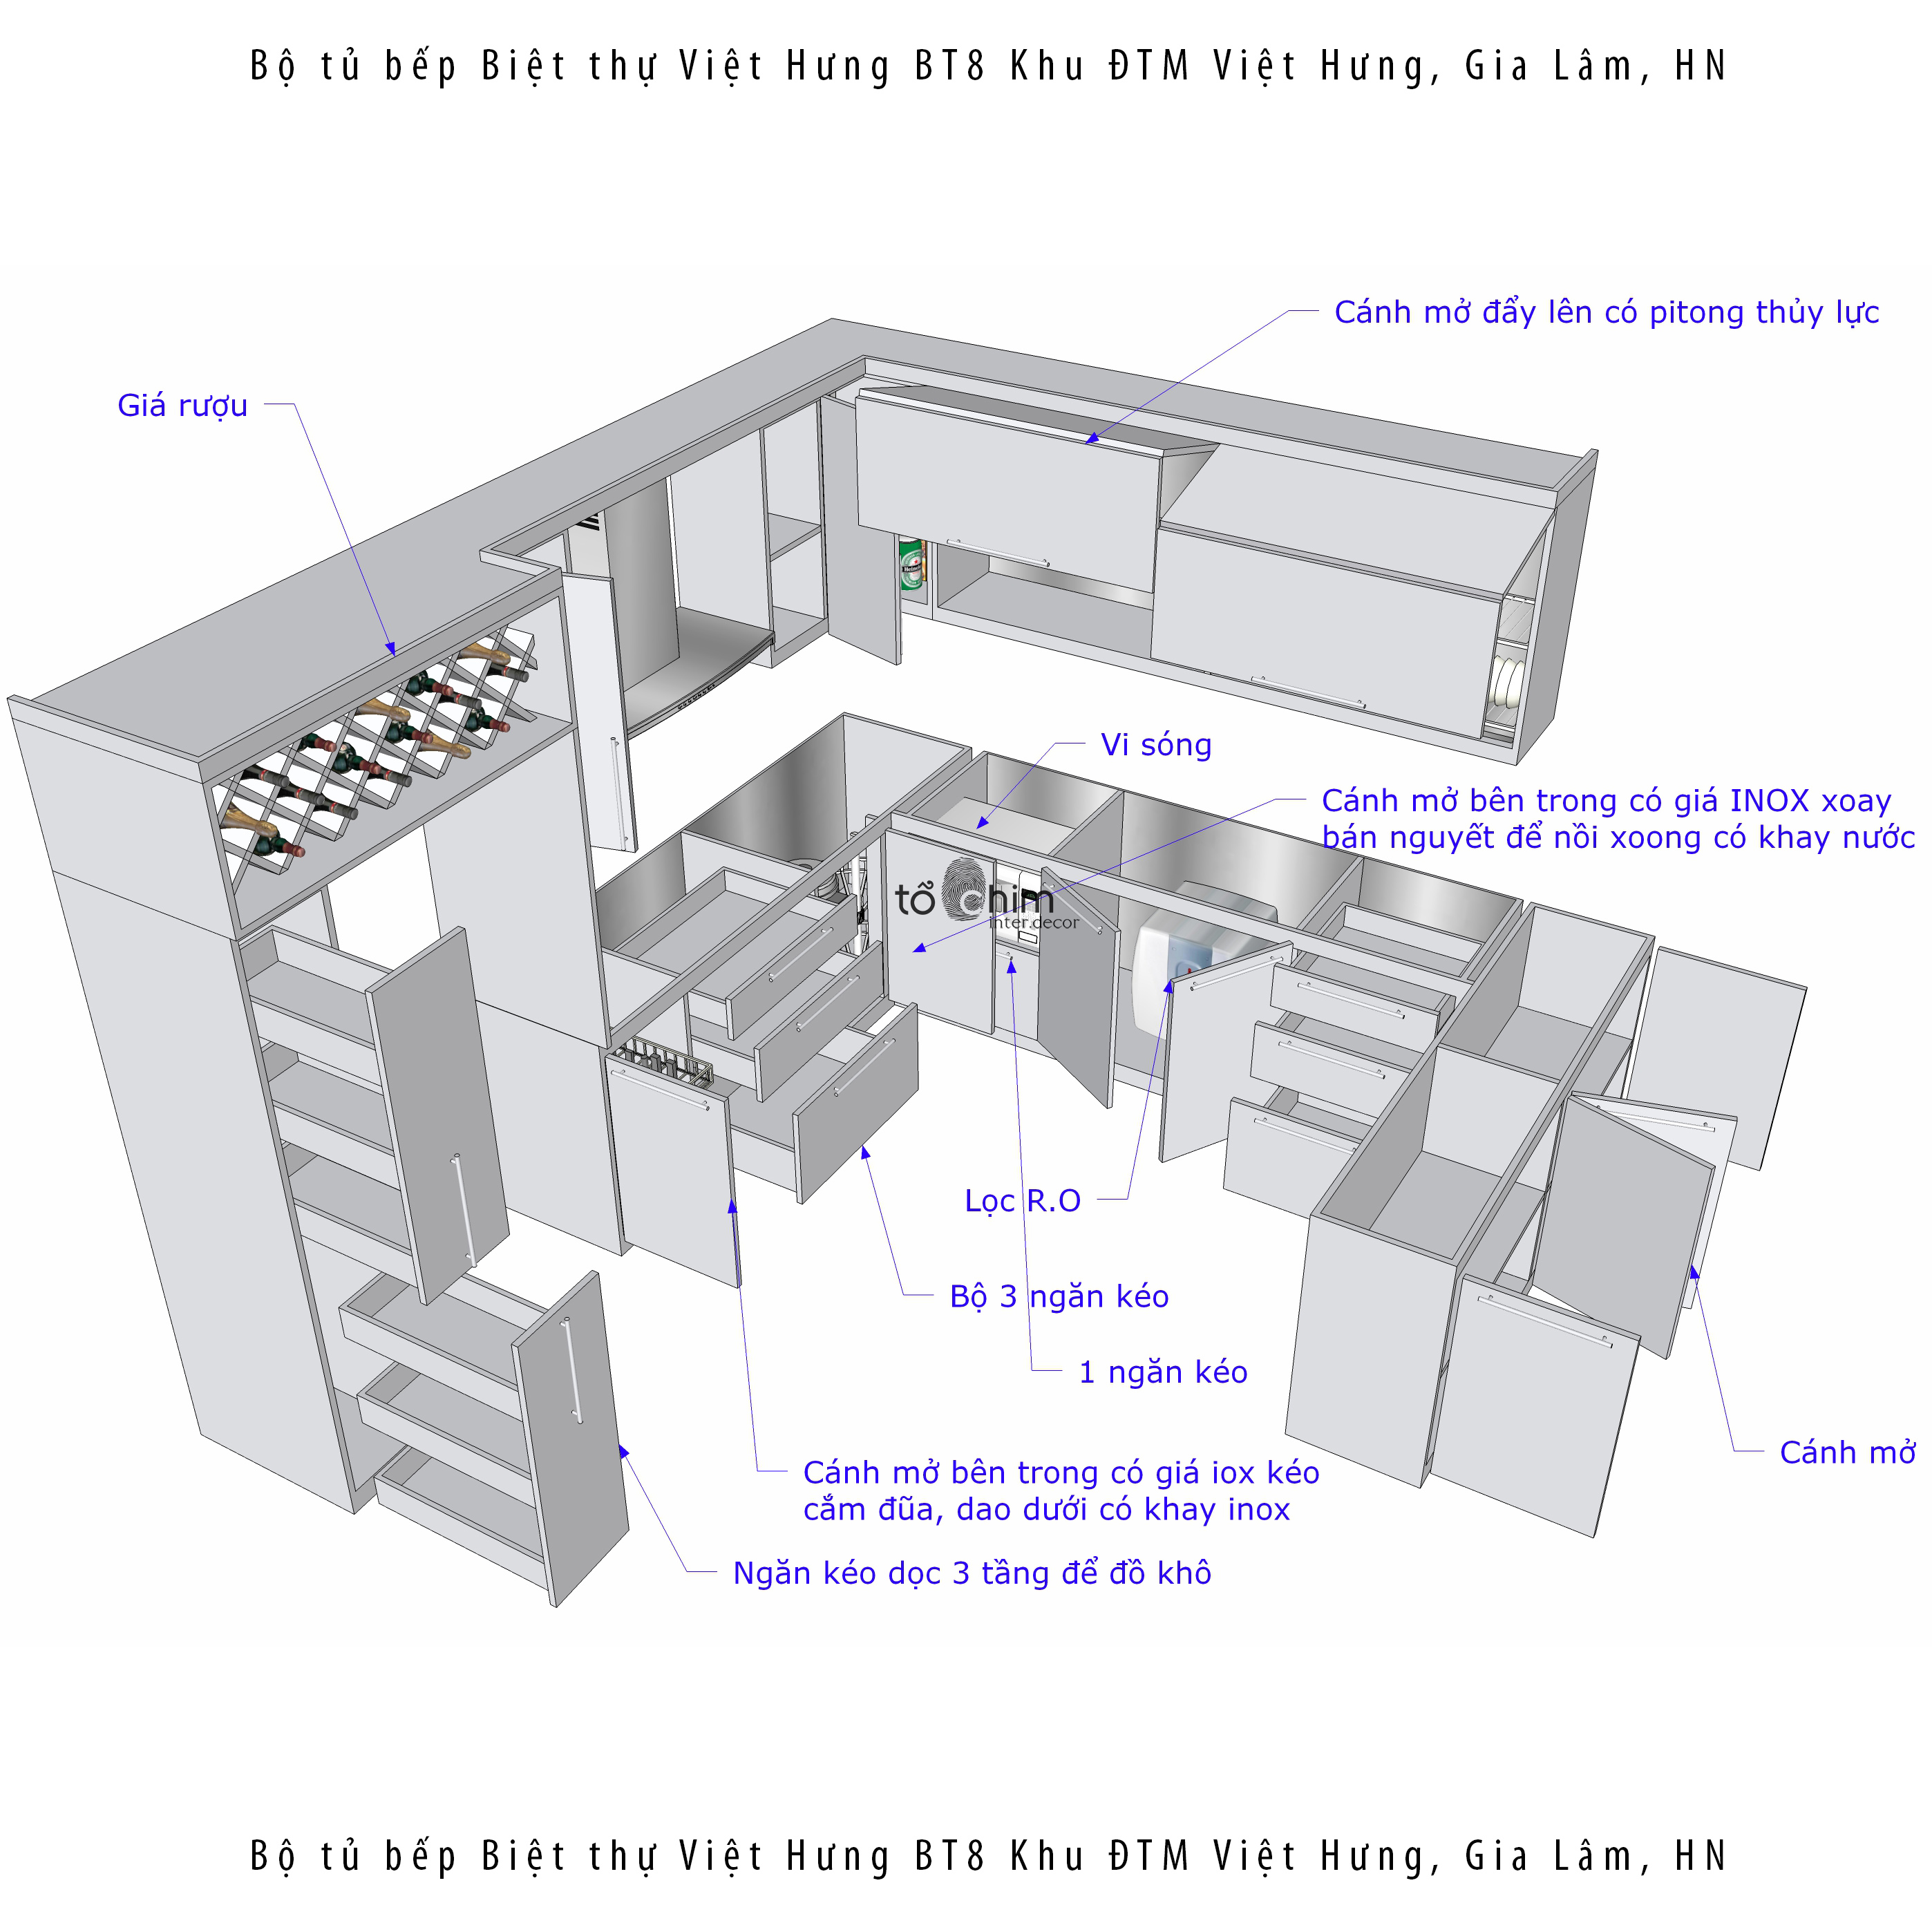 Bộ tủ bếp Biệt thự Việt Hưng BT8 Khu ĐTM Việt Hưng, Gia Lâm, HN
Cánh mở đẩy lên có pitong thủy lực
Giá rượu
Vi sóng
Cánh mở bên trong có giá INOX xoay
bán nguyết để nồi xoong có khay nước
tổ chim
inter.decor
Heineken
Lọc R.O
Bộ 3 ngăn kéo
1 ngăn kéo
Cánh mở
Cánh mở bên trong có giá iox kéo
cắm đũa, dao dưới có khay inox
Ngăn kéo dọc 3 tầng để đồ khô
Bộ tủ bếp Biệt thự Việt Hưng BT8 Khu ĐTM Việt Hưng, Gia Lâm, HN